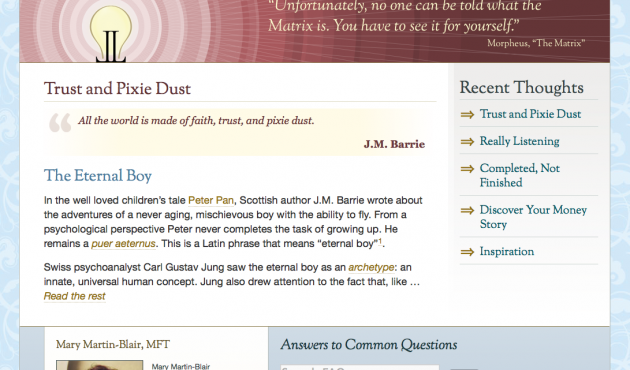 “Unfortunately, no one can be told what the
Matrix is. You have to see it for yourself.”
Morpheus, “The Matrix”
Trust and Pixie Dust
“ All the world is made of faith, trust, and pixie dust.
J.M. Barrie
The Eternal Boy
In the well loved children’s tale Peter Pan, Scottish author J.M. Barrie wrote about
the adventures of a never aging, mischievous boy with the ability to fly. From a
psychological perspective Peter never completes the task of growing up. He
remains a puer aeternus. This is a Latin phrase that means “eternal boy”¹.
Swiss psychoanalyst Carl Gustav Jung saw the eternal boy as an archetype: an
innate, universal human concept. Jung also drew attention to the fact that, like …
Read the rest
Recent Thoughts
Trust and Pixie Dust
Really Listening
Completed, Not
Finished
Discover Your Money
Story
Inspiration
Mary Martin-Blair, MFT
Mary Martin-Blair
Answers to Common Questions